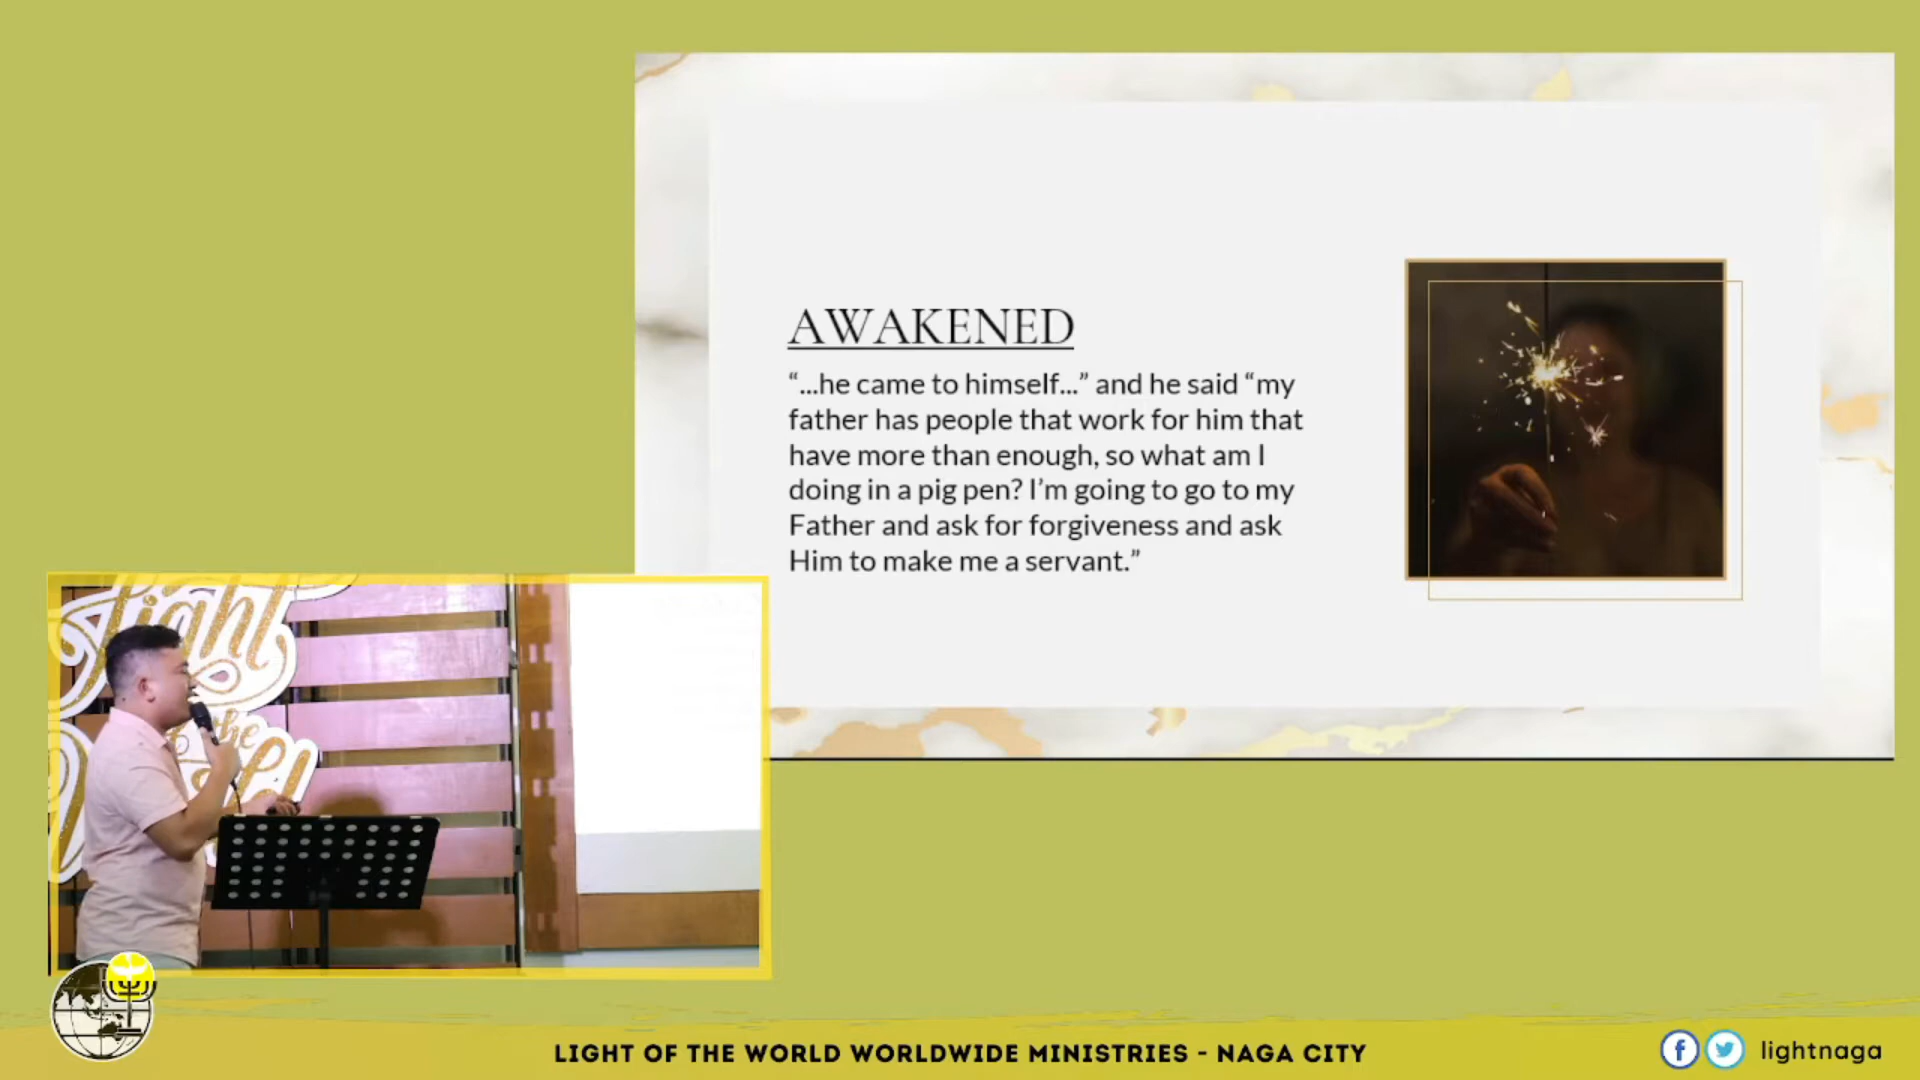 AWAKENED
“...he came to himself...” and he said “my
father has people that work for him that
have more than enough, so what am I
doing in a pig pen? I’m going to go to my
Father and ask for forgiveness and ask
Him to make me a servant.”
Light
the
LIGHT OF THE WORLD WORLDWIDE MINISTRIES - NAGA CITY
lightnaga